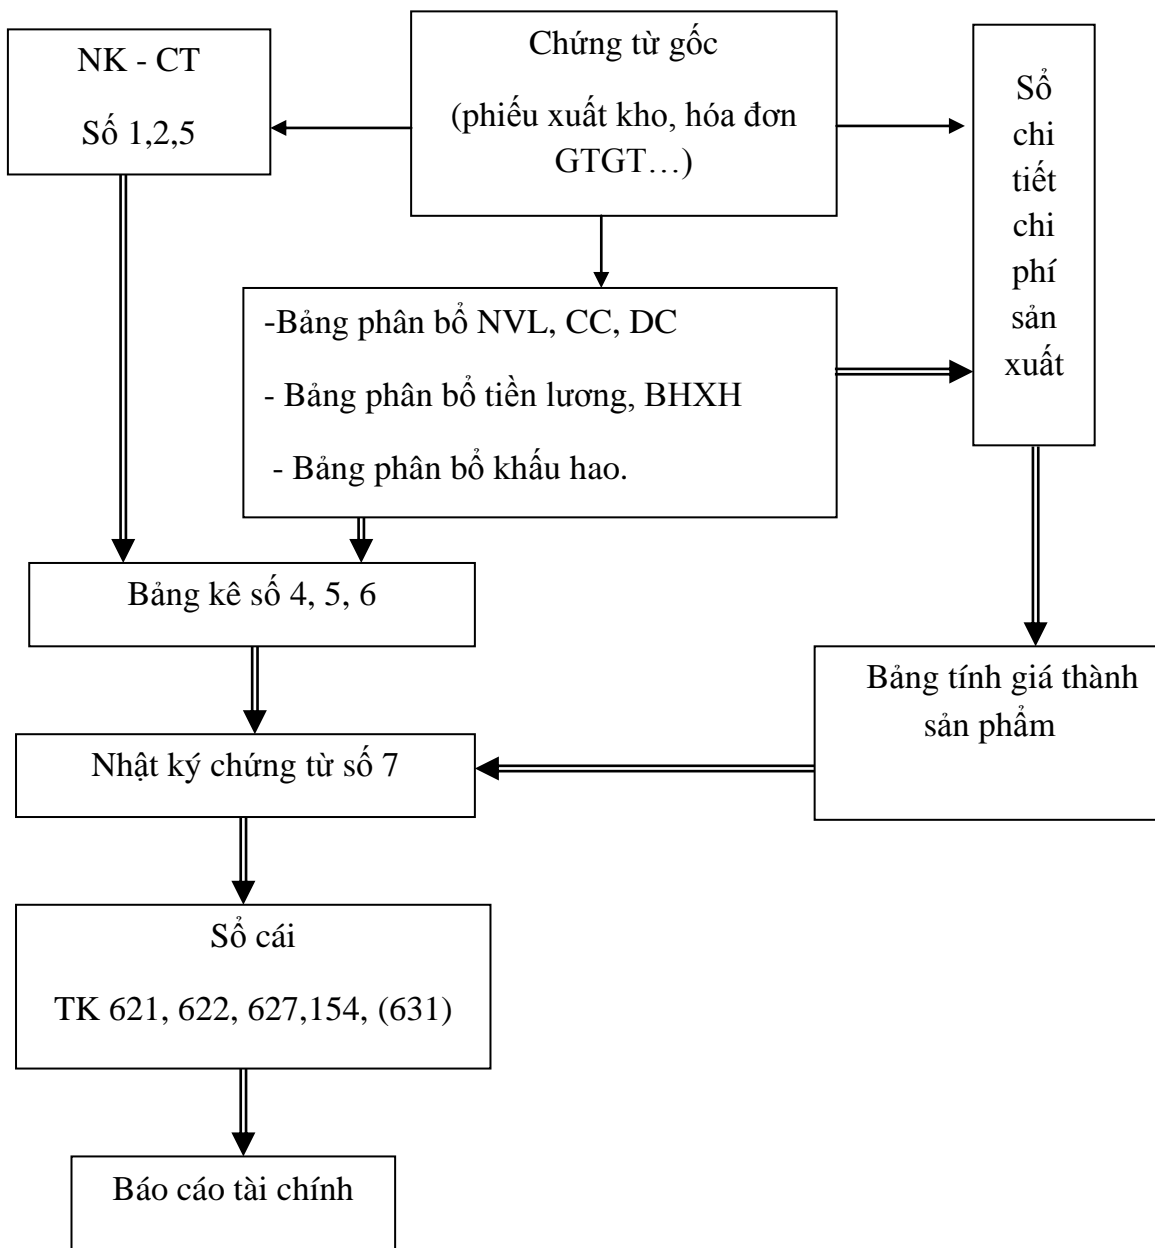 NK - CT
Số 1,2,5
Chứng từ gốc
(phiếu xuất kho, hóa đơn
GTGT…)
Sổ
chi
tiết
chi
phí
sản
xuất
-Bảng phân bổ NVL, CC, DC
- Bảng phân bổ tiền lương, BHXH
- Bảng phân bổ khấu hao.
Bảng kê số 4, 5, 6
Bảng tính giá thành
sản phẩm
Nhật ký chứng từ số 7
Sổ cái
TK 621, 622, 627,154, (631)
Báo cáo tài chính